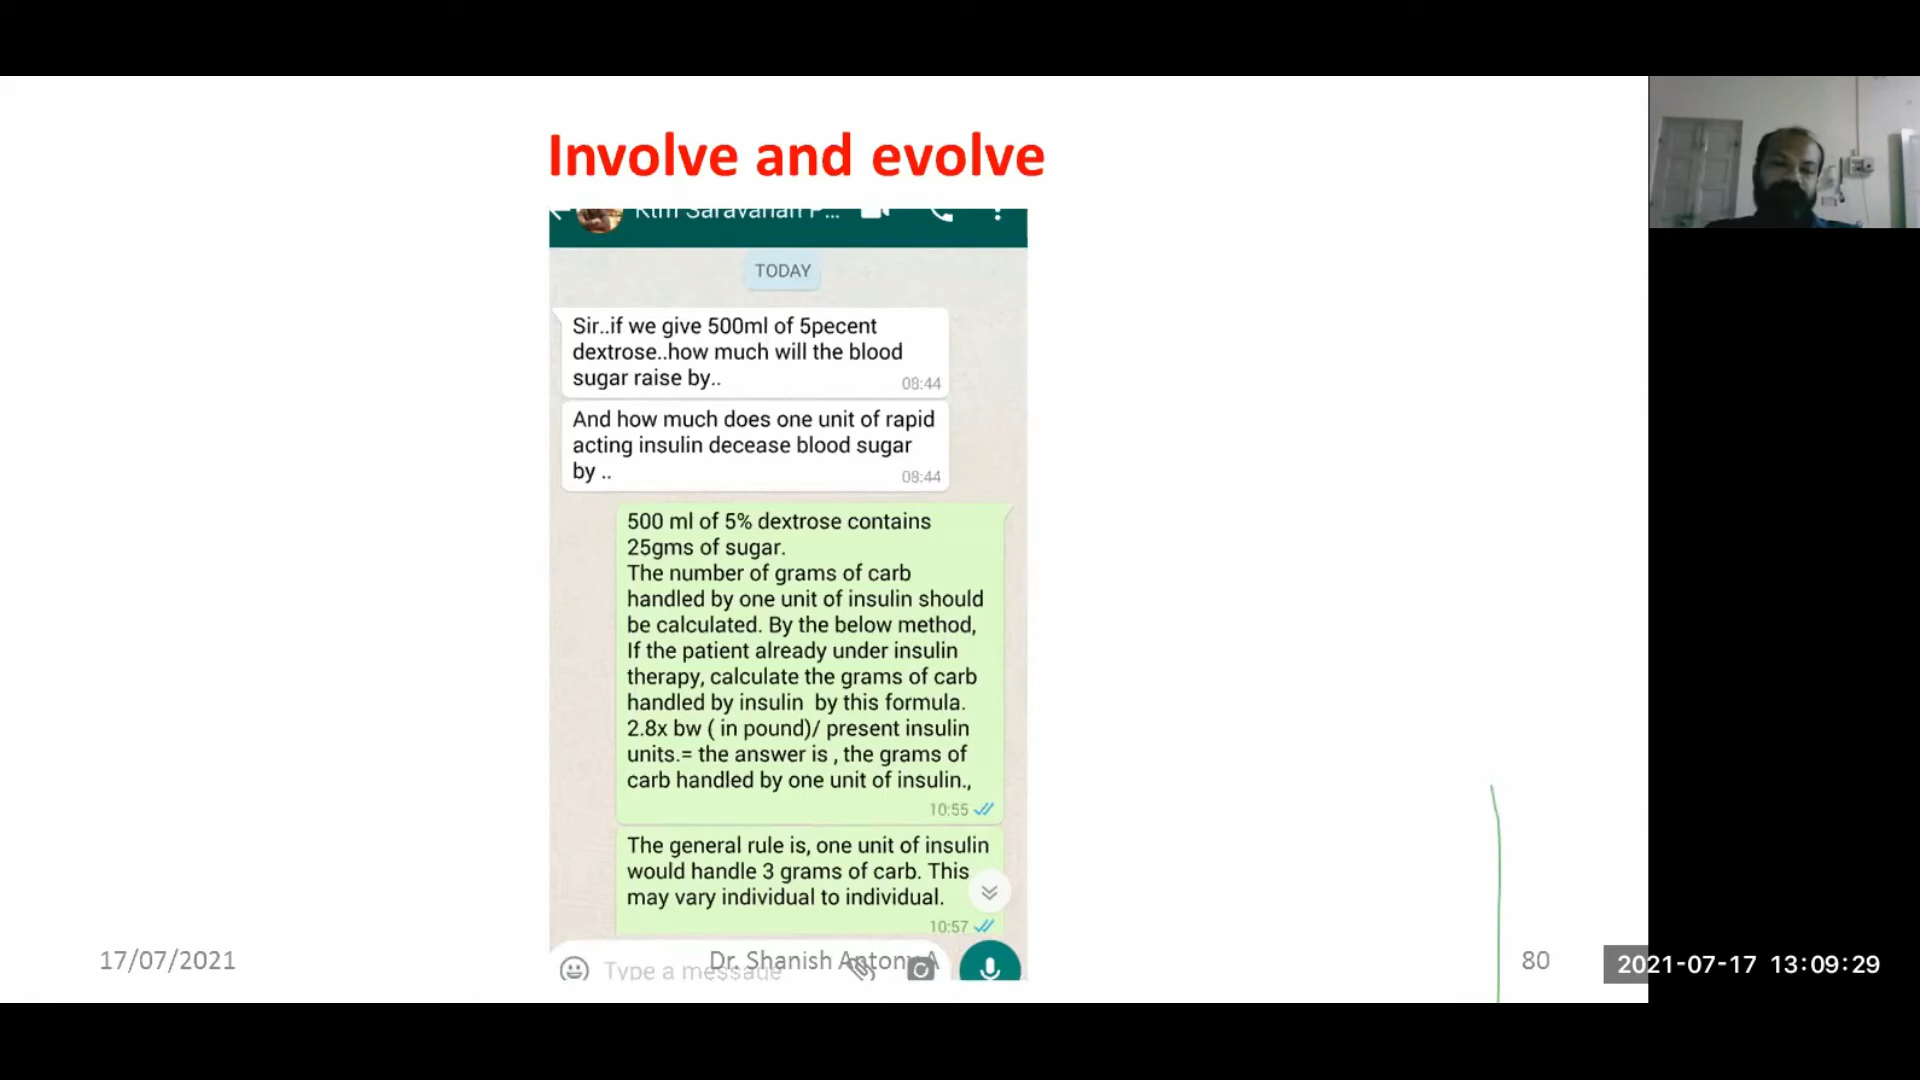 Involve and evolve
TODAY
Sir..if we give 500ml of 5pecent
dextrose..how much will the blood
sugar raise by..
08:44
And how much does one unit of rapid
acting insulin decease blood sugar
by ..
08:44
500 ml of 5% dextrose contains
25gms of sugar.
The number of grams of carb
handled by one unit of insulin should
be calculated. By the below method,
If the patient already under insulin
therapy, calculate the grams of carb
handled by insulin by this formula.
2.8x bw ( in pound)/ present insulin
units.= the answer is , the grams of
carb handled by one unit of insulin.,
10:55
The general rule is, one unit of insulin
would handle 3 grams of carb. This
may vary individual to individual.
10:57
Type a message
17/07/2021
Dr. Shanish Antony A
80
2021-07-17 13:09:29